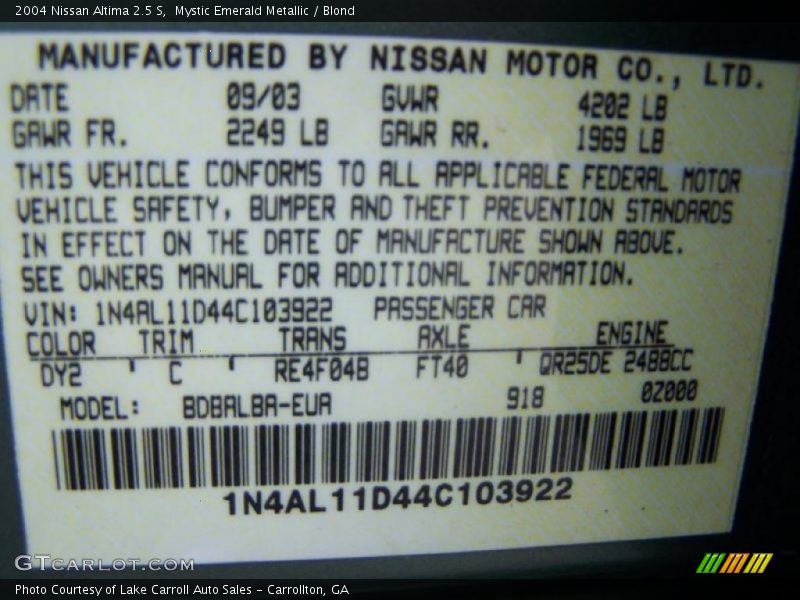 2004 Nissan Altima 2.5 S,  Mystic Emerald Metallic / Blond
MANUFACTURED BY NISSAN MOTOR CO., LTD.
DATE 09/03 GVWR 4202 LB
GAWR FR. 2249 LB GAWR RR. 1969 LB
THIS VEHICLE CONFORMS TO ALL APPLICABLE FEDERAL MOTOR
VEHICLE SAFETY, BUMPER AND THEFT PREVENTION STANDARDS
IN EFFECT ON THE DATE OF MANUFACTURE SHOWN ABOVE.
SEE OWNERS MANUAL FOR ADDITIONAL INFORMATION.
VIN: 1N4AL11D44C103922 PASSENGER CAR
COLOR TRIM TRANS AXLE ENGINE
DY2 C RE4F04B FT40 QR25DE 2488CC
MODEL: BDBALBA-EUA 918 0Z000
1N4AL11D44C103922
GTCARLOT.COM
Photo Courtesy of Lake Carroll Auto Sales - Carrollton, GA